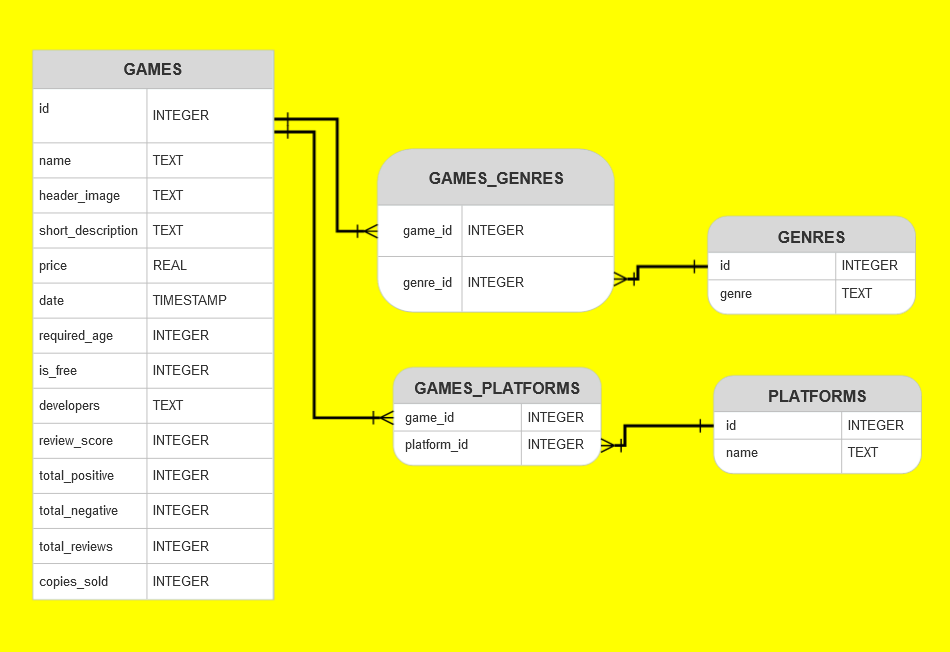 GAMES
id INTEGER
name TEXT
header_image TEXT
short_description TEXT
price REAL
date TIMESTAMP
required_age INTEGER
is_free INTEGER
developers TEXT
review_score INTEGER
total_positive INTEGER
total_negative INTEGER
total_reviews INTEGER
copies_sold INTEGER
GAMES_GENRES
game_id INTEGER
genre_id INTEGER
GENRES
id INTEGER
genre TEXT
GAMES_PLATFORMS
game_id INTEGER
platform_id INTEGER
PLATFORMS
id INTEGER
name TEXT